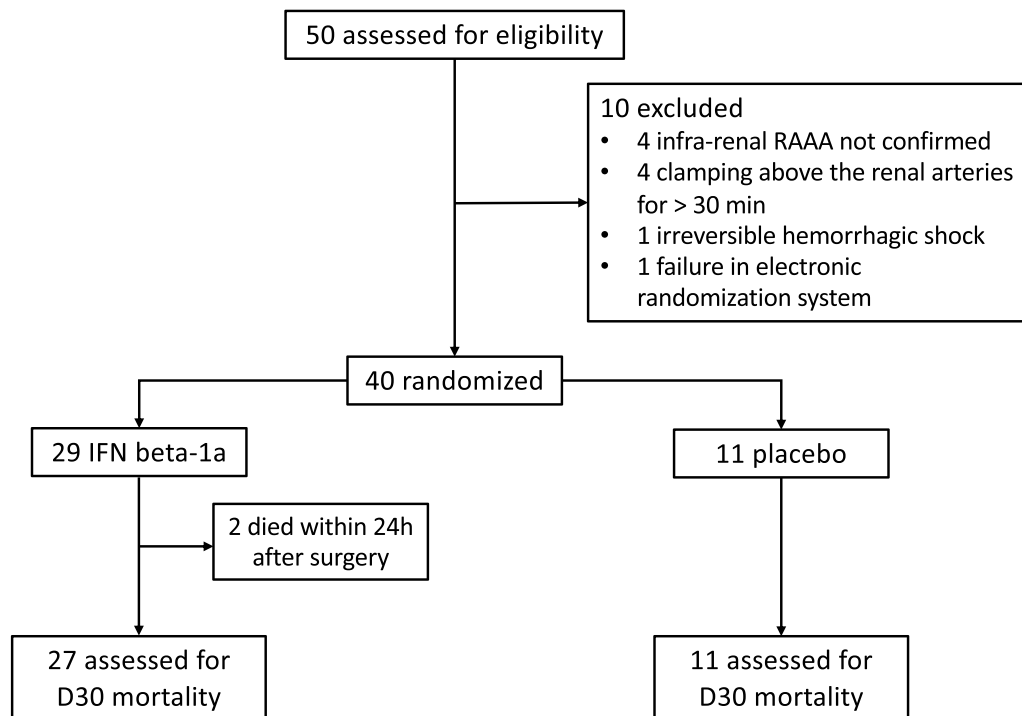 50 assessed for eligibility
10 excluded
• 4 infra-renal RAAA not confirmed
• 4 clamping above the renal arteries
for > 30 min
• 1 irreversible hemorrhagic shock
• 1 failure in electronic
randomization system
40 randomized
29 IFN beta-1a
11 placebo
2 died within 24h
after surgery
27 assessed for
D30 mortality
11 assessed for
D30 mortality